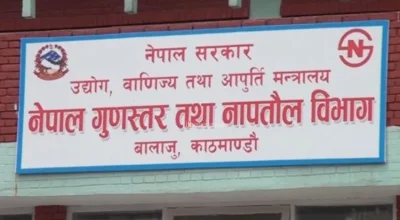 नेपाल सरकार
उद्योग, वाणिज्य तथा आपुर्ति मन्त्रालय
नेपाल गुणस्तर तथा नापतौल विभाग
बालाजु, काठमाण्डौ